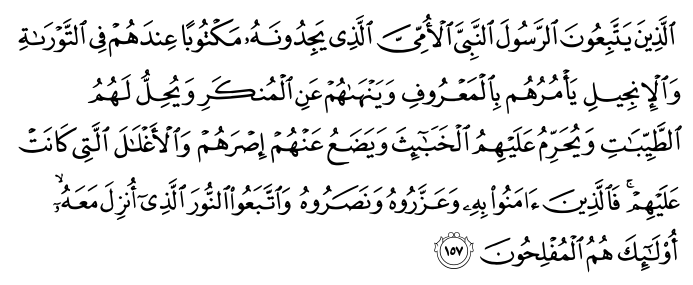 ٱلَّذِينَ يَتَّبِعُونَ ٱلرَّسُولَ ٱلنَّبِيَّ ٱلْأُمِّيَّ ٱلَّذِى يَجِدُونَهُۥ مَكْتُوبًا عِندَهُمْ فِى ٱلتَّوْرَىٰةِ
وَٱلْإِنجِيلِ يَأْمُرُهُم بِٱلْمَعْرُوفِ وَيَنْهَىٰهُمْ عَنِ ٱلْمُنكَرِ وَيُحِلُّ لَهُمُ
ٱلطَّيِّبَٰتِ وَيُحَرِّمُ عَلَيْهِمُ ٱلْخَبَٰٓئِثَ وَيَضَعُ عَنْهُمْ إِصْرَهُمْ وَٱلْأَغْلَٰلَ ٱلَّتِى كَانَتْ
عَلَيْهِمْ ۚ فَٱلَّذِينَ ءَامَنُوا۟ بِهِۦ وَعَزَّرُوهُ وَنَصَرُوهُ وَٱتَّبَعُوا۟ ٱلنُّورَ ٱلَّذِىٓ أُنزِلَ مَعَهُۥٓ ۙ
أُو۟لَٰٓئِكَ هُمُ ٱلْمُفْلِحُونَ ١٥٧